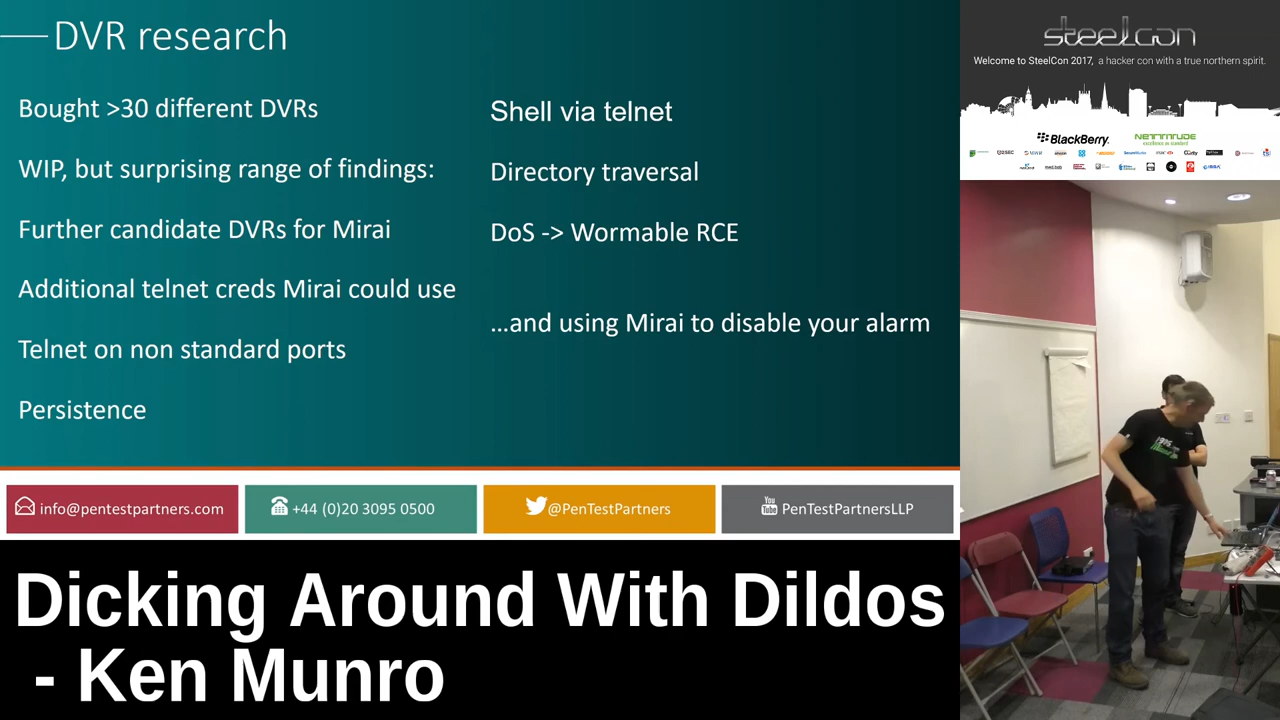 DVR research
Bought >30 different DVRs
WIP, but surprising range of findings:
Further candidate DVRs for Mirai
Additional telnet creds Mirai could use
Telnet on non standard ports
Persistence
Shell via telnet
Directory traversal
DoS -> Wormable RCE
...and using Mirai to disable your alarm
info@pentestpartners.com
+44 (0)20 3095 0500
@PenTestPartners
You Tube PenTestPartnersLLP
Dicking Around With Dildos
- Ken Munro
steelcon
Welcome to SteelCon 2017, a hacker con with a true northern spirit.
BlackBerry
NETTITUDE